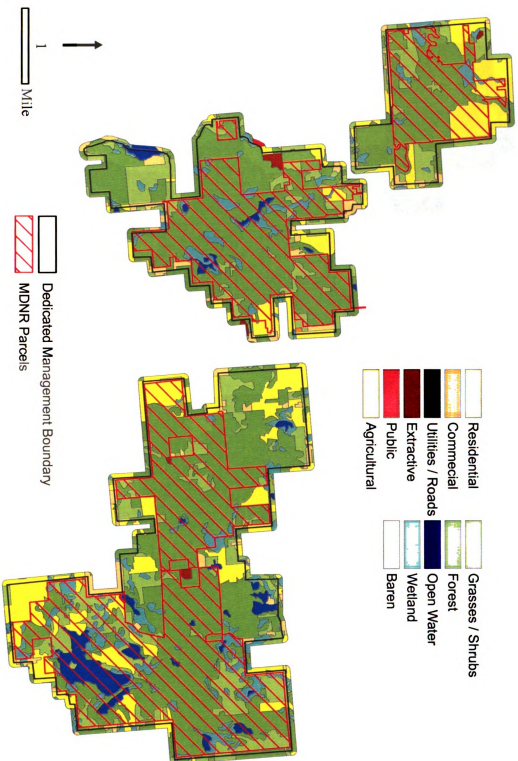 1
Mile
Residential
Commecial
Utilities / Roads
Extractive
Public
Agricultural
Grasses / Shrubs
Forest
Open Water
Wetland
Baren
Dedicated Management Boundary
MDNR Parcels